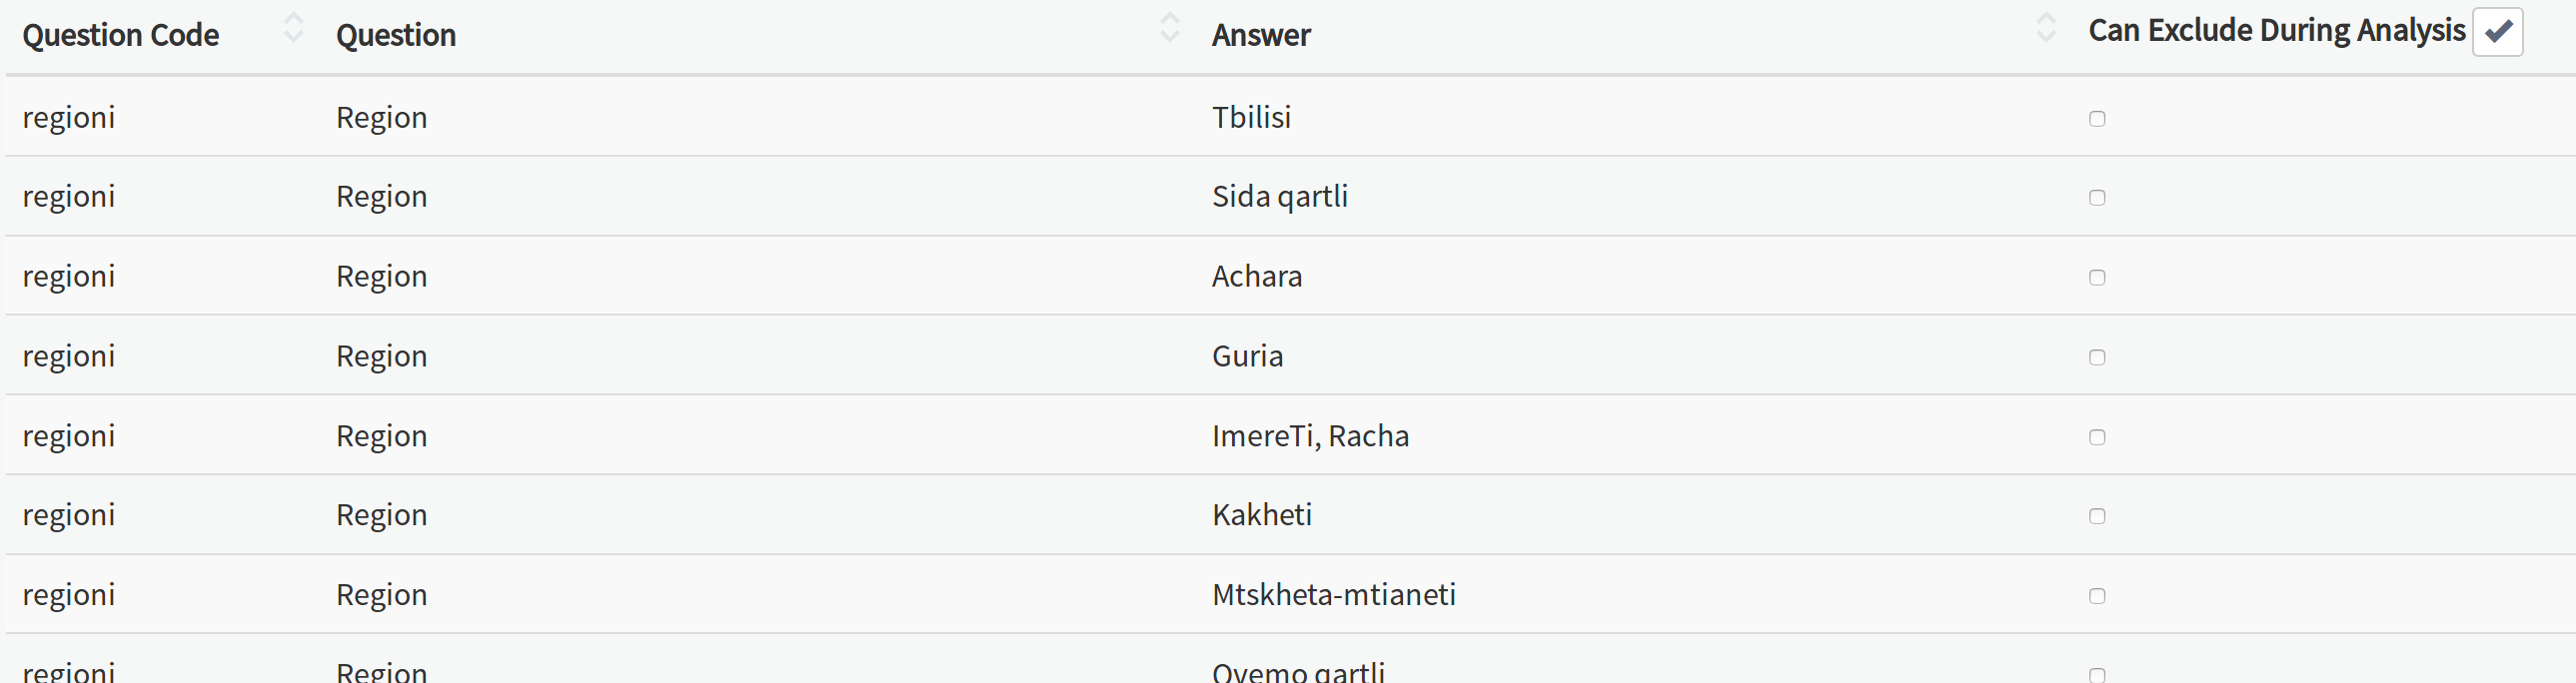 Question Code Question Answer Can Exclude During Analysis
regioni Region Tbilisi
regioni Region Sida qartli
regioni Region Achara
regioni Region Guria
regioni Region ImereTi, Racha
regioni Region Kakheti
regioni Region Mtskheta-mtianeti
regioni Region Qvemo qartli